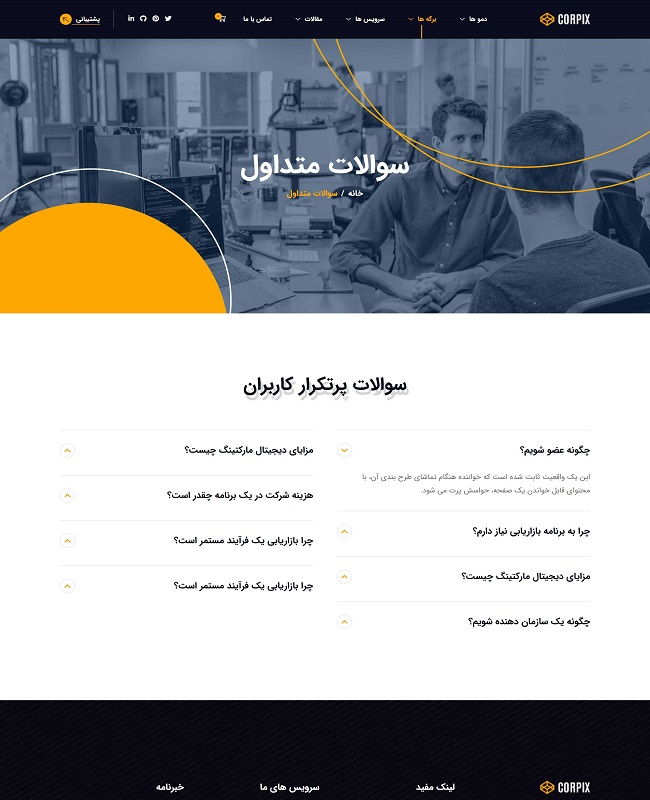 CORPIX
دمو ها
برگه ها
سرویس ها
مقالات
تماس با ما
پشتیبانی
سوالات متداول
خانه / سوالات متداول
سوالات پرتکرار کاربران
چگونه عضو شویم؟
این یک واقعیت ثابت شده است که خواننده هنگام تماشای طرح بندی آن، با
محتوای قابل خواندن یک صفحه، حواسش پرت می شود.
چرا به برنامه بازاریابی نیاز دارم؟
مزایای دیجیتال مارکتینگ چیست؟
چگونه یک سازمان دهنده شویم؟
مزایای دیجیتال مارکتینگ چیست؟
هزینه شرکت در یک برنامه چقدر است؟
چرا بازاریابی یک فرآیند مستمر است؟
چرا بازاریابی یک فرآیند مستمر است؟
CORPIX
لینک مفید
سرویس های ما
خبرنامه